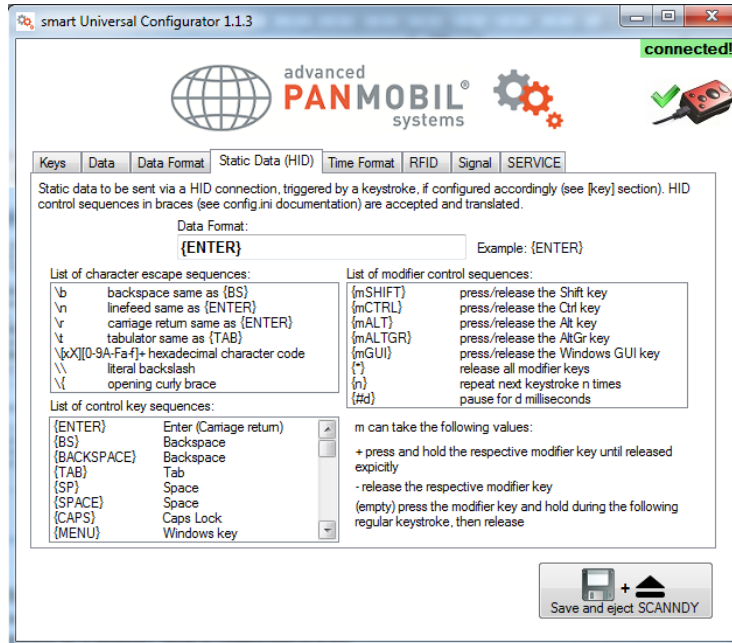 smart Universal Configurator 1.1.3
connected!
advanced
PANMOBIL®
systems
Keys Data Data Format Static Data (HID) Time Format RFID Signal SERVICE
Static data to be sent via a HID connection, triggered by a keystroke, if configured accordingly (see [key] section). HID
control sequences in braces (see config.ini documentation) are accepted and translated.
Data Format:
{ENTER} Example: {ENTER}
List of character escape sequences:
\b backspace same as {BS}
\n linefeed same as {ENTER}
\r carriage return same as {ENTER}
\t tabulator same as {TAB}
\[xX][0-9A-Fa-f]+ hexadecimal character code
\\ literal backslash
\{ opening curly brace
List of modifier control sequences:
{mSHIFT} press/release the Shift key
{mCTRL} press/release the Ctrl key
{mALT} press/release the Alt key
{mALTGR} press/release the AltGr key
{mGUI} press/release the Windows GUI key
{*} release all modifier keys
{n} repeat next keystroke n times
{#d} pause for d milliseconds
List of control key sequences:
{ENTER} Enter (Carriage return)
{BS} Backspace
{BACKSPACE} Backspace
{TAB} Tab
{SP} Space
{SPACE} Space
{CAPS} Caps Lock
{MENU} Windows key
m can take the following values:
+ press and hold the respective modifier key until released
expicitly
- release the respective modifier key
(empty) press the modifier key and hold during the following
regular keystroke, then release
+
Save and eject SCANNDY